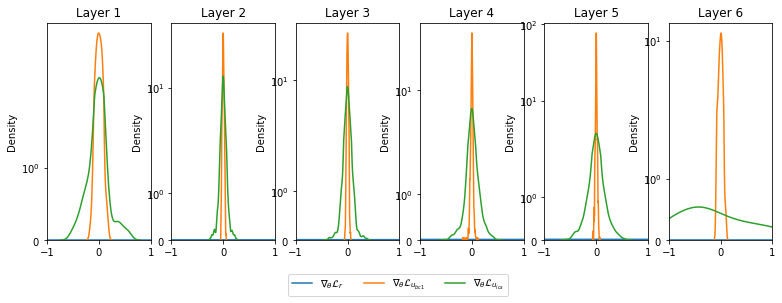 Layer 1 Layer 2 Layer 3 Layer 4 Layer 5 Layer 6
Density Density Density Density Density Density
10⁰ 10¹ 10⁰ 10¹ 10⁰ 10¹ 10⁰ 10² 10¹ 10⁰ 10¹ 10⁰
0 0 0 0 0 0
−1 0 1 −1 0 1 −1 0 1 −1 0 1 −1 0 1 −1 0 1
∇θℒr ∇θℒu_bc1 ∇θℒu_ics